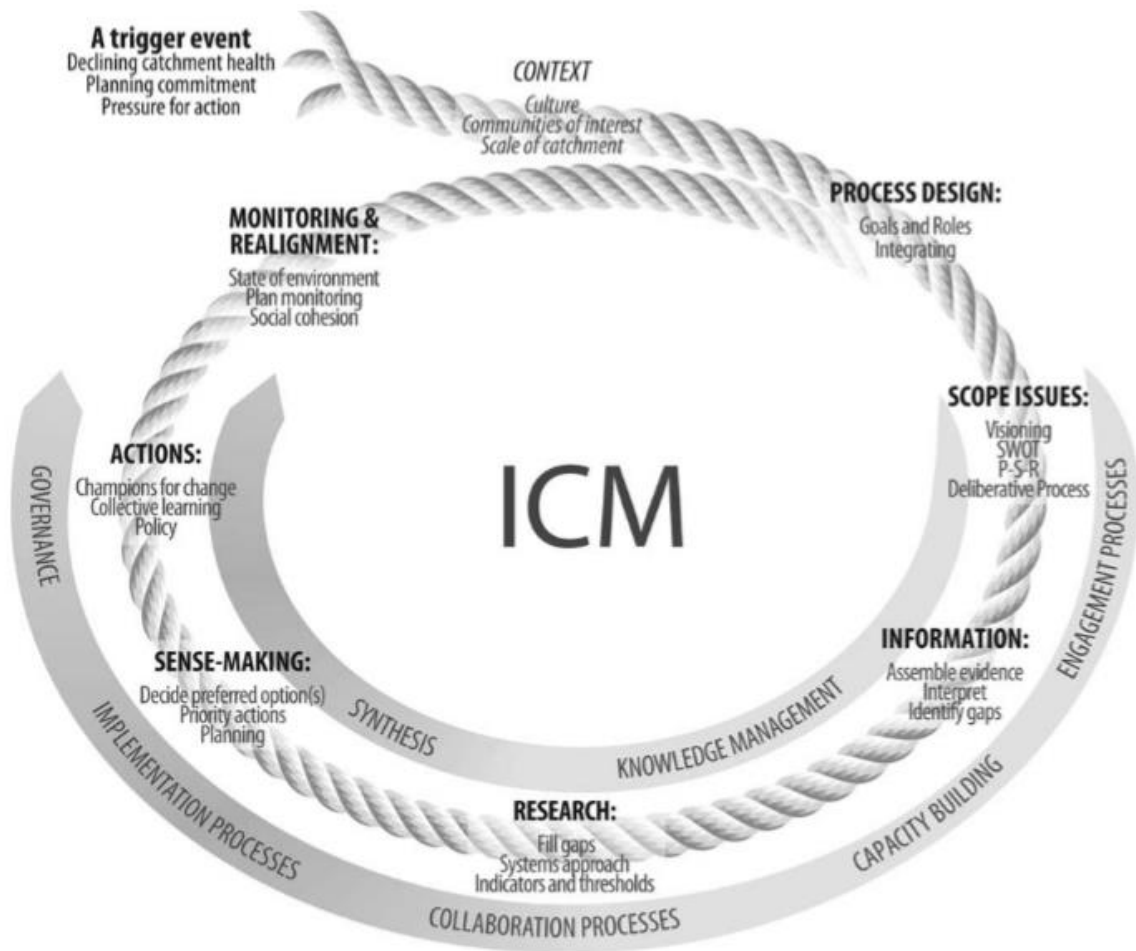 A trigger event
Declining catchment health
Planning commitment
Pressure for action
CONTEXT
Culture
Communities of interest
Scale of catchment
PROCESS DESIGN:
Goals and Roles
Integrating
SCOPE ISSUES:
Visioning
SWOT
P-S-R
Deliberative Process
INFORMATION:
Assemble evidence
Interpret
Identify gaps
RESEARCH:
Fill gaps
Systems approach
Indicators and thresholds
SENSE-MAKING:
Decide preferred option(s)
Priority actions
Planning
ACTIONS:
Champions for change
Collective learning
Policy
MONITORING &
REALIGNMENT:
State of environment
Plan monitoring
Social cohesion
ICM
SYNTHESIS
KNOWLEDGE MANAGEMENT
GOVERNANCE
IMPLEMENTATION PROCESSES
COLLABORATION PROCESSES
CAPACITY BUILDING
ENGAGEMENT PROCESSES